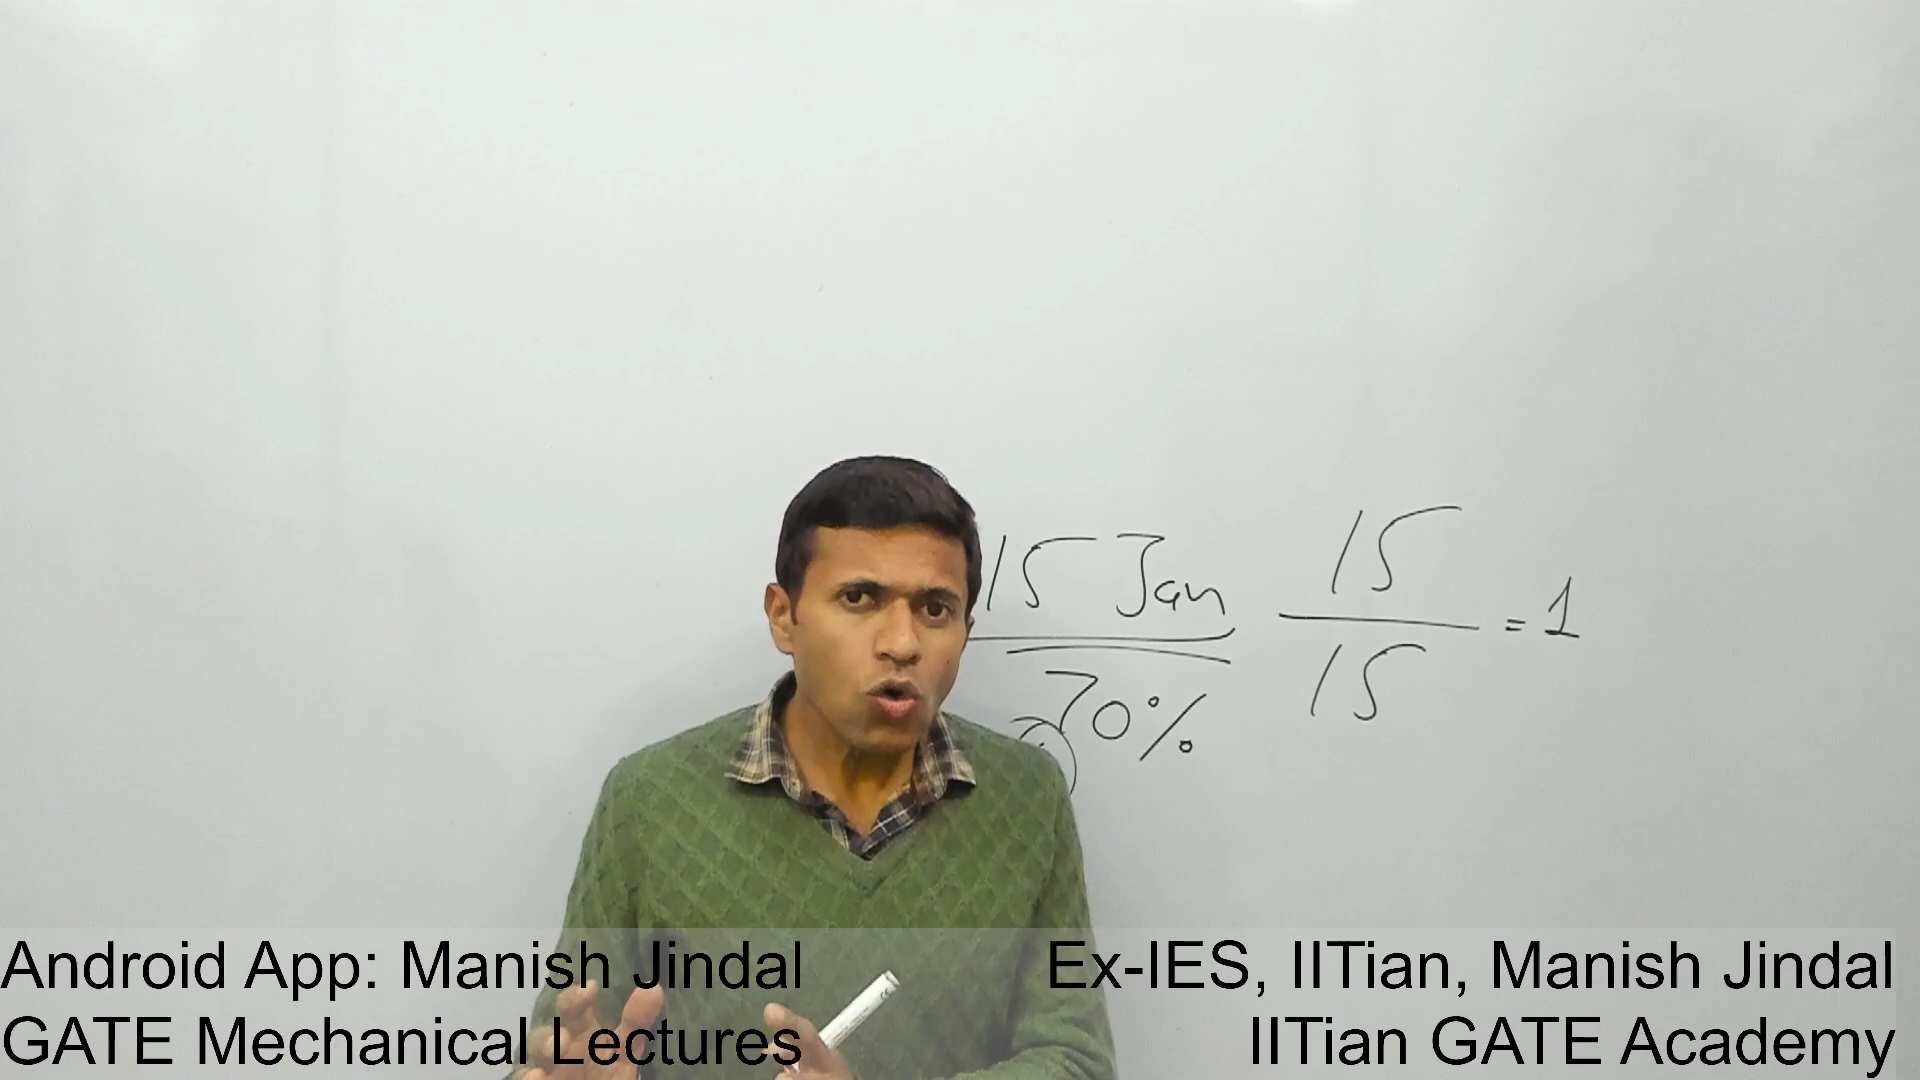 15 Jan
70%
15
15
= 1
Android App: Manish Jindal
GATE Mechanical Lectures
Ex-IES, IITian, Manish Jindal
IITian GATE Academy